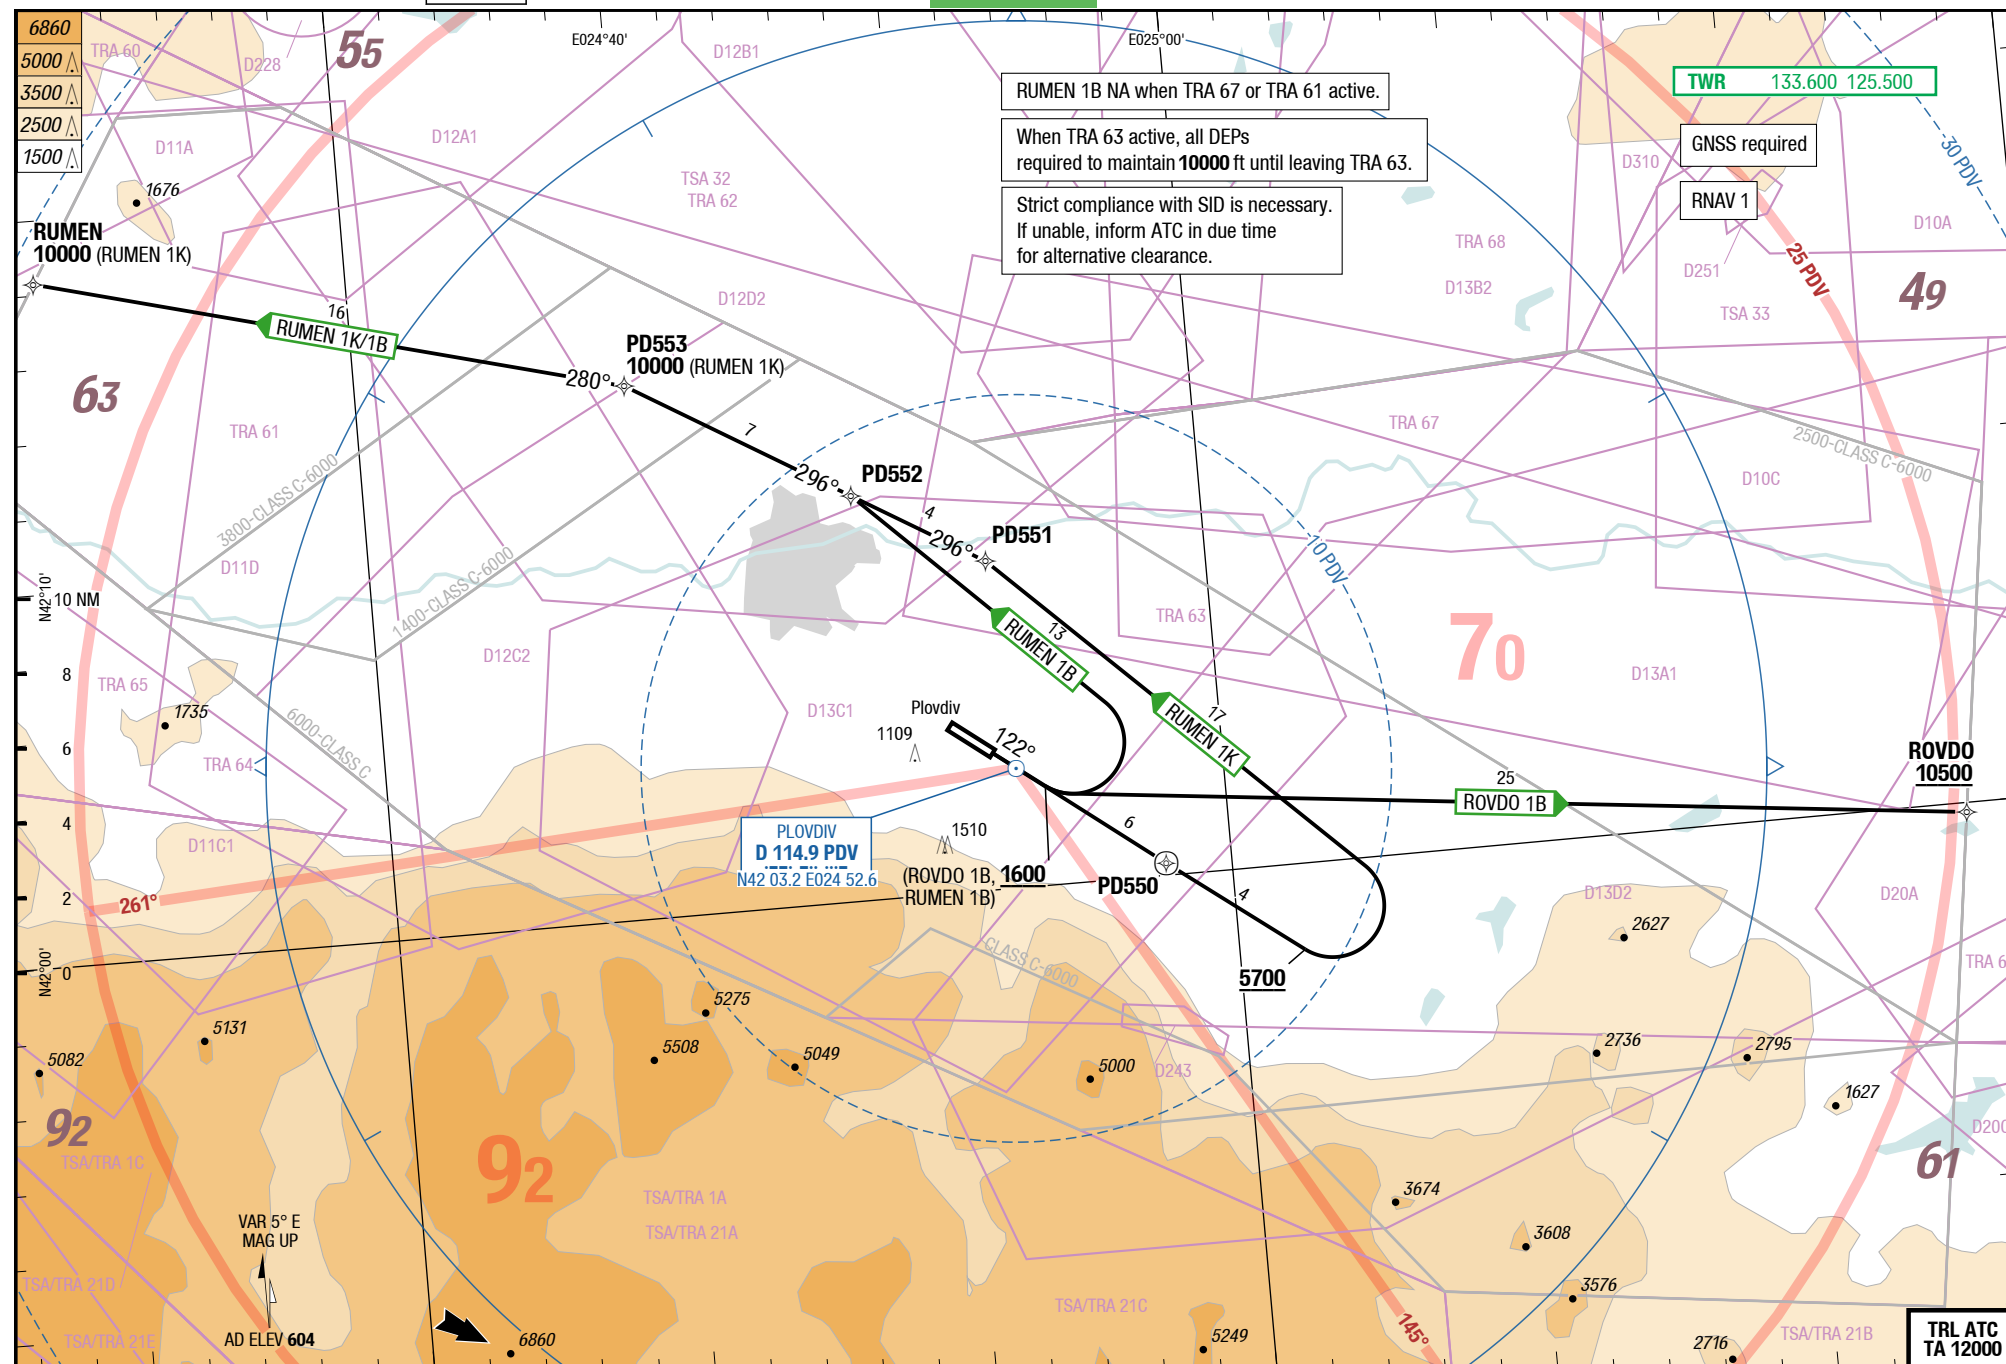 6860
5000
3500
2500
1500
TRA 60
D228
55
E024°40'
D12B1
E025°00'
RUMEN 1B NA when TRA 67 or TRA 61 active.
When TRA 63 active, all DEPs
required to maintain 10000 ft until leaving TRA 63.
Strict compliance with SID is necessary.
If unable, inform ATC in due time
for alternative clearance.
TWR 133.600 125.500
GNSS required
RNAV 1
30 PDV
D310
D10A
D251
25 PDV
49
TSA 33
TRA 68
D13B2
D11A
D12A1
TSA 32
TRA 62
1676
RUMEN
10000 (RUMEN 1K)
D12D2
16
RUMEN 1K/1B
PD553
10000 (RUMEN 1K)
280°
63
TRA 61
7
296°
PD552
4
296°
PD551
TRA 67
2500-CLASS C-6000
D10C
3800-CLASS C-6000
D11D
1400-CLASS C-6000
10 PDV
N42°10'
10 NM
8
6
4
2
0
N42°00'
TRA 63
13
RUMEN 1B
70
D12C2
D13A1
TRA 65
1735
6000-CLASS C
D13C1
Plovdiv
1109
122°
17
RUMEN 1K
TRA 64
ROVDO
10500
25
ROVDO 1B
PLOVDIV
D 114.9 PDV
N42 03.2 E024 52.6
1510
(ROVDO 1B, 1600
RUMEN 1B)
6
PD550
4
D11C1
261°
D13D2
D20A
2627
CLASS C-6000
5700
TRA 6
5275
5131
5082
5508
5049
5000
D243
2736
2795
1627
D20C
92
92
61
TSA/TRA 1C
TSA/TRA 1A
TSA/TRA 21A
3674
3608
VAR 5° E
MAG UP
TSA/TRA 21D
3576
TSA/TRA 21C
145°
TSA/TRA 21E
AD ELEV 604
6860
5249
2716
TSA/TRA 21B
TRL ATC
TA 12000